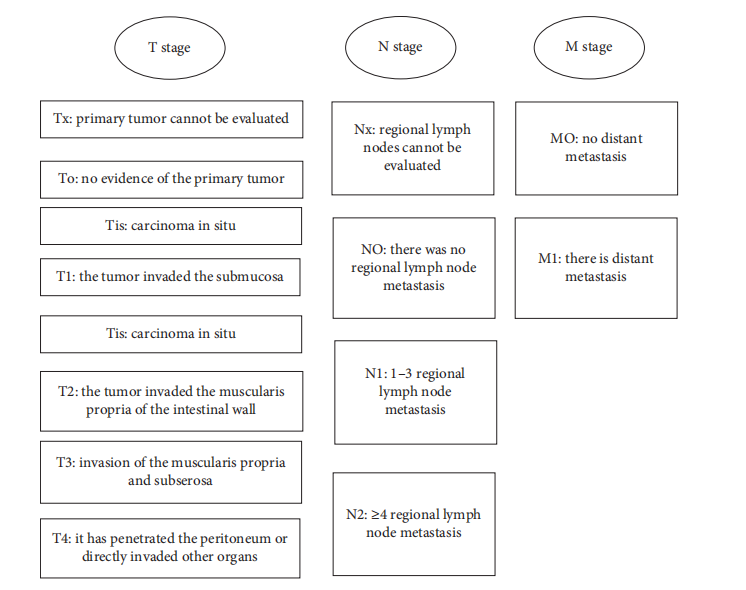 T stage
N stage
M stage
Tx: primary tumor cannot be evaluated
To: no evidence of the primary tumor
Tis: carcinoma in situ
T1: the tumor invaded the submucosa
Tis: carcinoma in situ
T2: the tumor invaded the muscularis
propria of the intestinal wall
T3: invasion of the muscularis propria
and subserosa
T4: it has penetrated the peritoneum or
directly invaded other organs
Nx: regional lymph
nodes cannot be
evaluated
NO: there was no
regional lymph node
metastasis
N1: 1–3 regional
lymph node
metastasis
N2: ≥4 regional lymph
node metastasis
MO: no distant
metastasis
M1: there is distant
metastasis